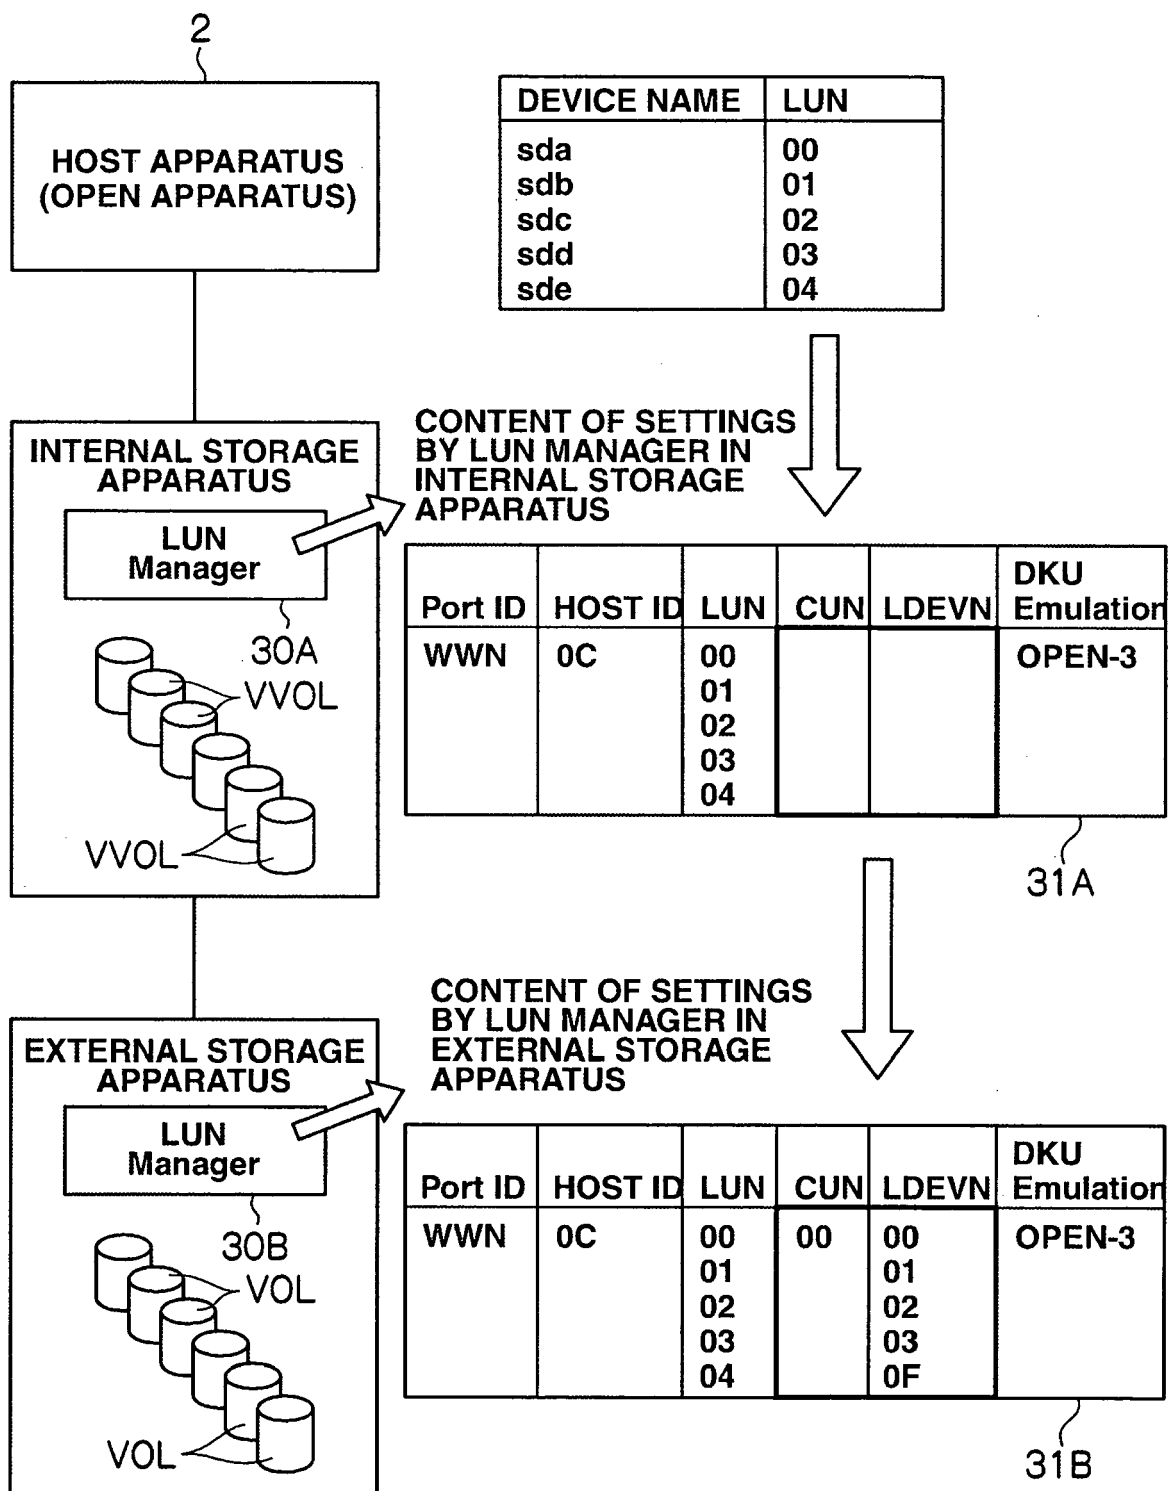 2
HOST APPARATUS
(OPEN APPARATUS)
DEVICE NAME LUN
sda 00
sdb 01
sdc 02
sdd 03
sde 04
INTERNAL STORAGE
APPARATUS
LUN
Manager
30A
VVOL
VVOL
CONTENT OF SETTINGS
BY LUN MANAGER IN
INTERNAL STORAGE
APPARATUS
Port ID HOST ID LUN CUN LDEVN DKU Emulation
WWN 0C 00 OPEN-3
01
02
03
04
31A
EXTERNAL STORAGE
APPARATUS
LUN
Manager
30B
VOL
VOL
CONTENT OF SETTINGS
BY LUN MANAGER IN
EXTERNAL STORAGE
APPARATUS
Port ID HOST ID LUN CUN LDEVN DKU Emulation
WWN 0C 00 00 00 OPEN-3
01 01
02 02
03 03
04 0F
31B